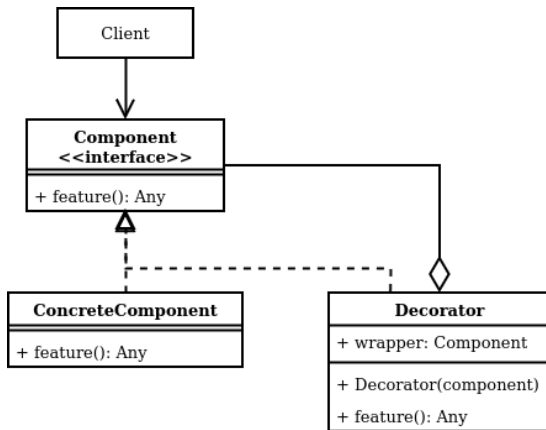 Client
Component
<<interface>>
+ feature(): Any
ConcreteComponent
+ feature(): Any
Decorator
+ wrapper: Component
+ Decorator(component)
+ feature(): Any